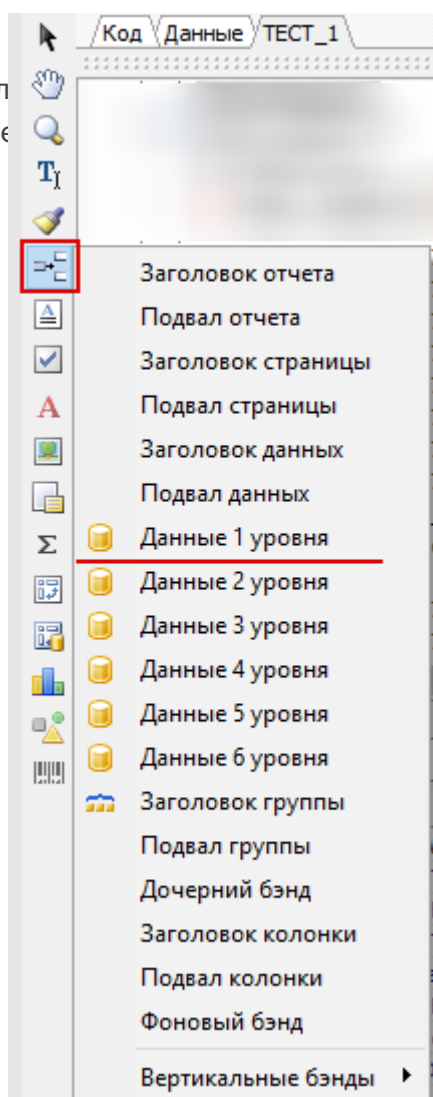 Код Данные ТЕСТ_1
Заголовок отчета
Подвал отчета
Заголовок страницы
Подвал страницы
Заголовок данных
Подвал данных
Данные 1 уровня
Данные 2 уровня
Данные 3 уровня
Данные 4 уровня
Данные 5 уровня
Данные 6 уровня
Заголовок группы
Подвал группы
Дочерний бэнд
Заголовок колонки
Подвал колонки
Фоновый бэнд
Вертикальные бэнды